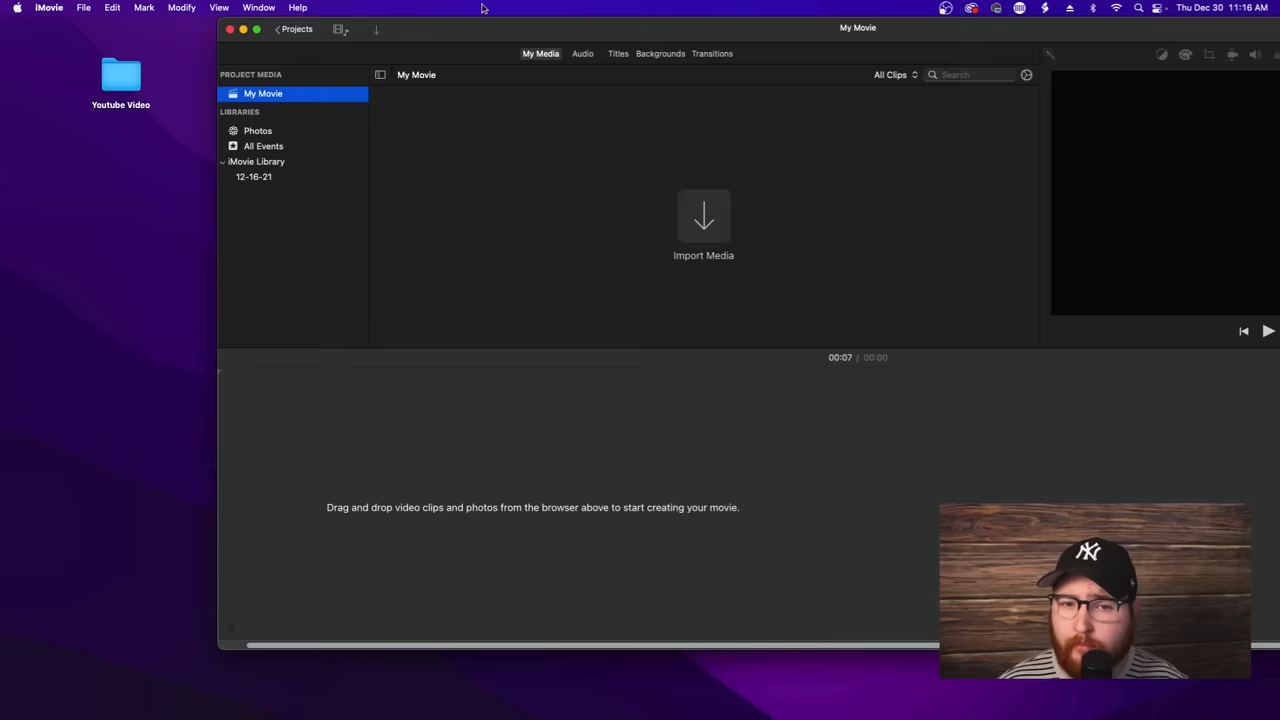 iMovie File Edit Mark Modify View Window Help Thu Dec 30 11:16 AM
Projects My Movie
My Media Audio Titles Backgrounds Transitions
PROJECT MEDIA My Movie All Clips Search
My Movie
LIBRARIES
Photos
All Events
iMovie Library
12-16-21
Youtube Video
Import Media
00:07 / 00:00
Drag and drop video clips and photos from the browser above to start creating your movie.
NY